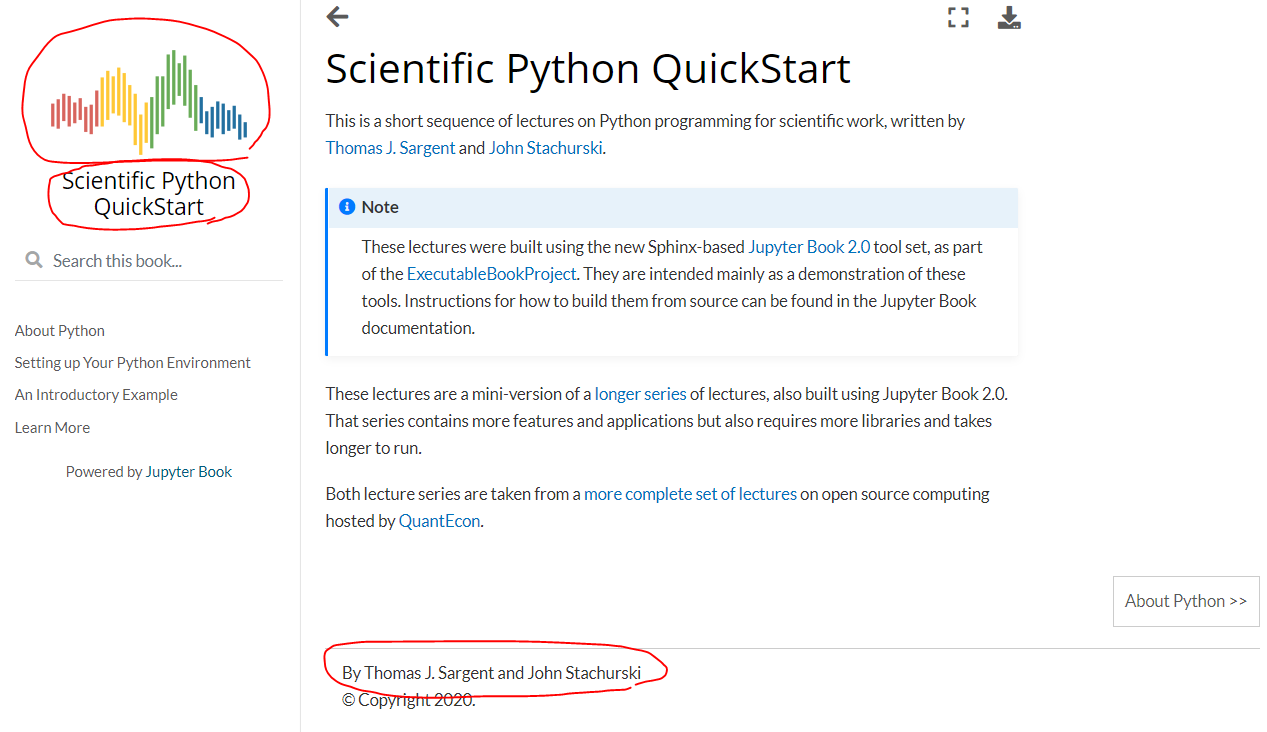 Scientific Python
QuickStart
Search this book...
About Python
Setting up Your Python Environment
An Introductory Example
Learn More
Powered by Jupyter Book
Scientific Python QuickStart
This is a short sequence of lectures on Python programming for scientific work, written by
Thomas J. Sargent and John Stachurski.
Note
These lectures were built using the new Sphinx-based Jupyter Book 2.0 tool set, as part
of the ExecutableBookProject. They are intended mainly as a demonstration of these
tools. Instructions for how to build them from source can be found in the Jupyter Book
documentation.
These lectures are a mini-version of a longer series of lectures, also built using Jupyter Book 2.0.
That series contains more features and applications but also requires more libraries and takes
longer to run.
Both lecture series are taken from a more complete set of lectures on open source computing
hosted by QuantEcon.
About Python >>
By Thomas J. Sargent and John Stachurski
© Copyright 2020.